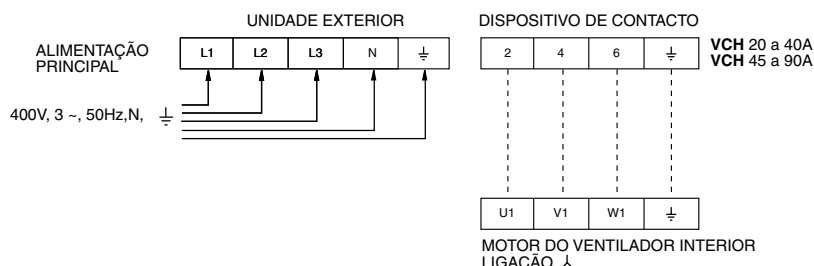 UNIDADE EXTERIOR
DISPOSITIVO DE CONTACTO
ALIMENTAÇÃO
PRINCIPAL
L1 L2 L3 N ⏚
2 4 6 ⏚
VCH 20 a 40A
VCH 45 a 90A
400V, 3 ~, 50Hz,N, ⏚
U1 V1 W1 ⏚
MOTOR DO VENTILADOR INTERIOR
LIGAÇÃO ⅄